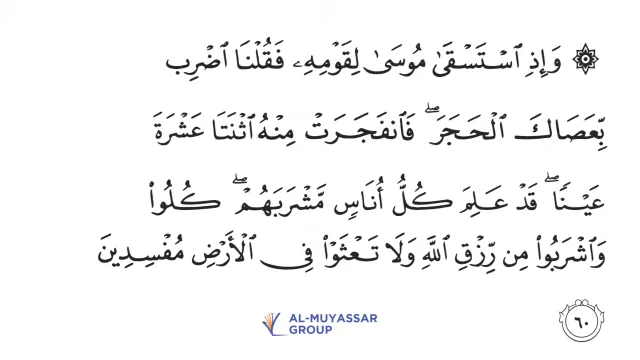 ۞ وَإِذِ ٱسْتَسْقَىٰ مُوسَىٰ لِقَوْمِهِۦ فَقُلْنَا ٱضْرِب
بِّعَصَاكَ ٱلْحَجَرَ ۖ فَٱنفَجَرَتْ مِنْهُ ٱثْنَتَا عَشْرَةَ
عَيْنًا ۖ قَدْ عَلِمَ كُلُّ أُنَاسٍ مَّشْرَبَهُمْ ۖ كُلُوا۟
وَٱشْرَبُوا۟ مِن رِّزْقِ ٱللَّهِ وَلَا تَعْثَوْا۟ فِى ٱلْأَرْضِ مُفْسِدِينَ
٦٠
AL-MUYASSAR
GROUP